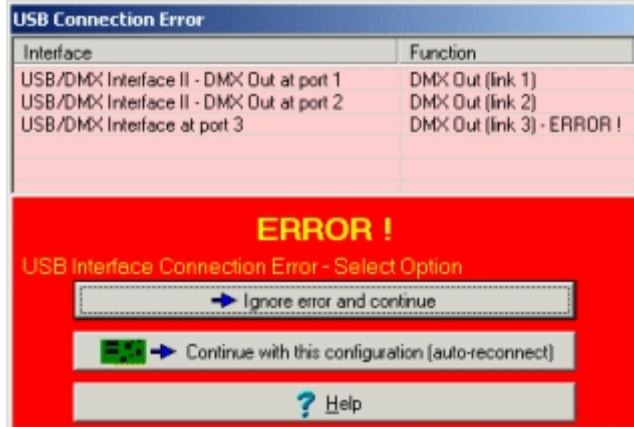 USB Connection Error
Interface Function
USB/DMX Interface II - DMX Out at port 1 DMX Out (link 1)
USB/DMX Interface II - DMX Out at port 2 DMX Out (link 2)
USB/DMX Interface at port 3 DMX Out (link 3) - ERROR !
ERROR !
USB Interface Connection Error - Select Option
Ignore error and continue
Continue with this configuration (auto-reconnect)
Help